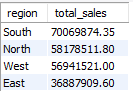 region total_sales
South 70069874.35
North 58178511.80
West 56941521.00
East 36887909.60